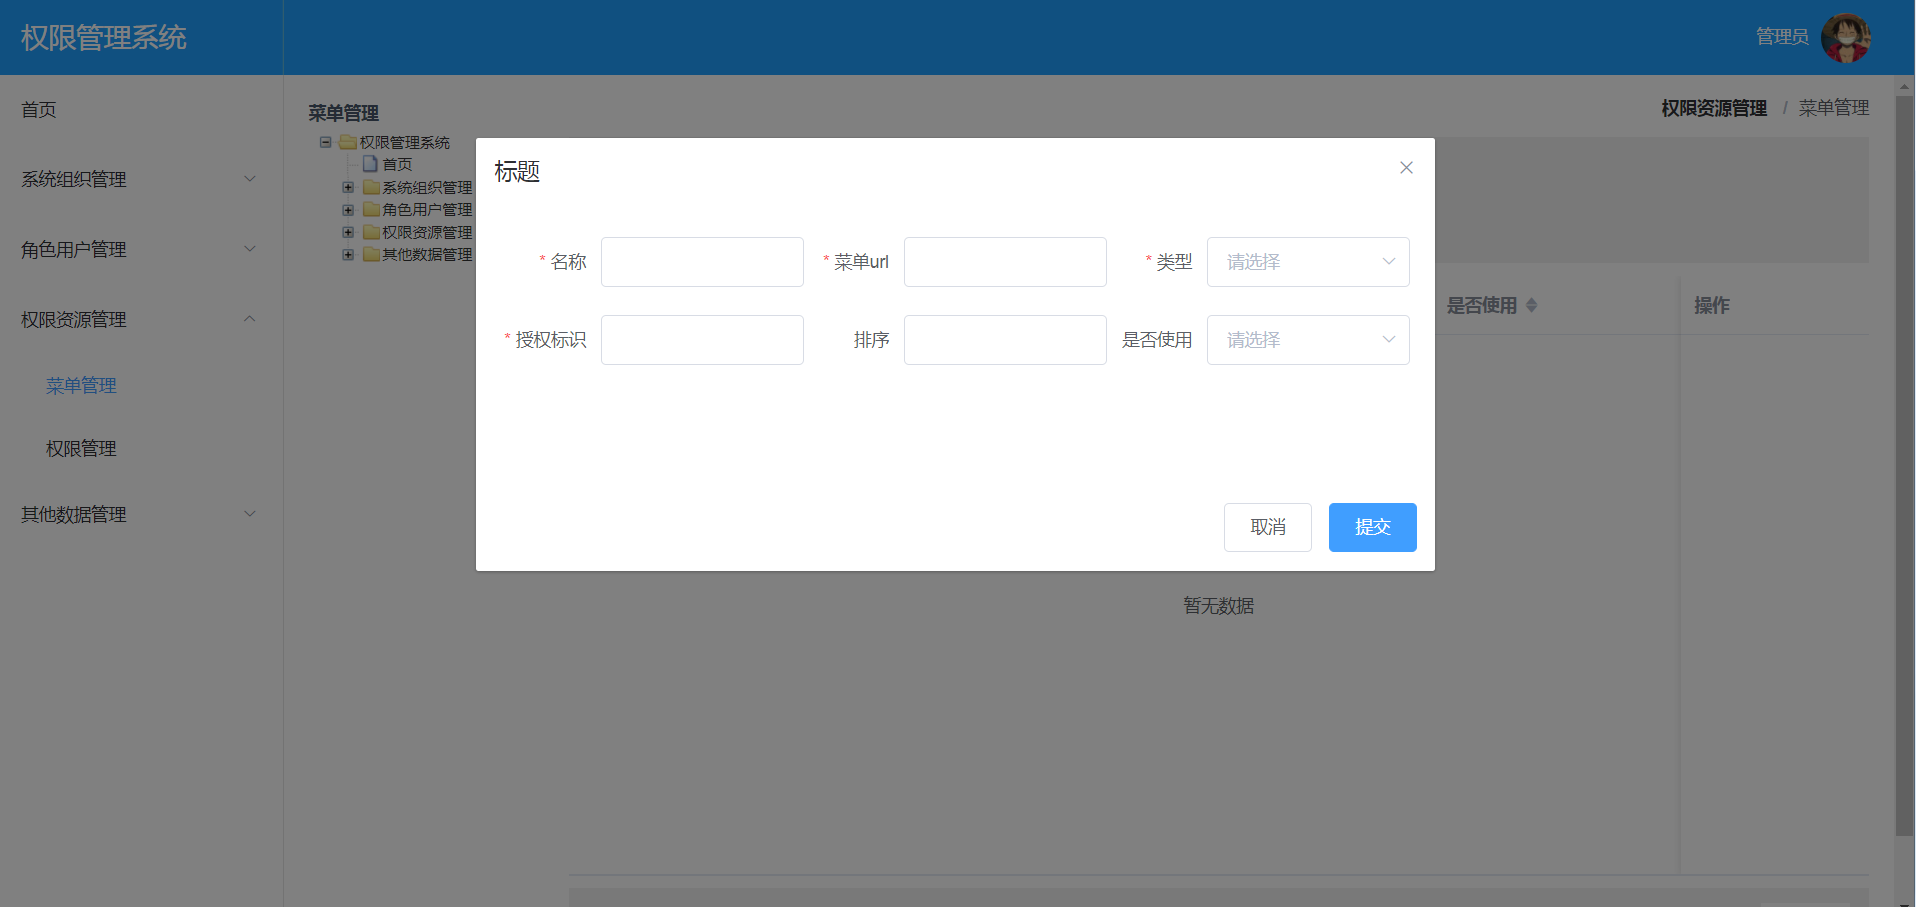 权限管理系统
管理员
首页
系统组织管理
角色用户管理
权限资源管理
菜单管理
权限管理
其他数据管理
菜单管理
权限资源管理 / 菜单管理
权限管理系统
首页
系统组织管理
角色用户管理
权限资源管理
其他数据管理
标题
* 名称
* 菜单url
* 类型 请选择
* 授权标识
排序
是否使用 请选择
取消 提交
是否使用 操作
暂无数据